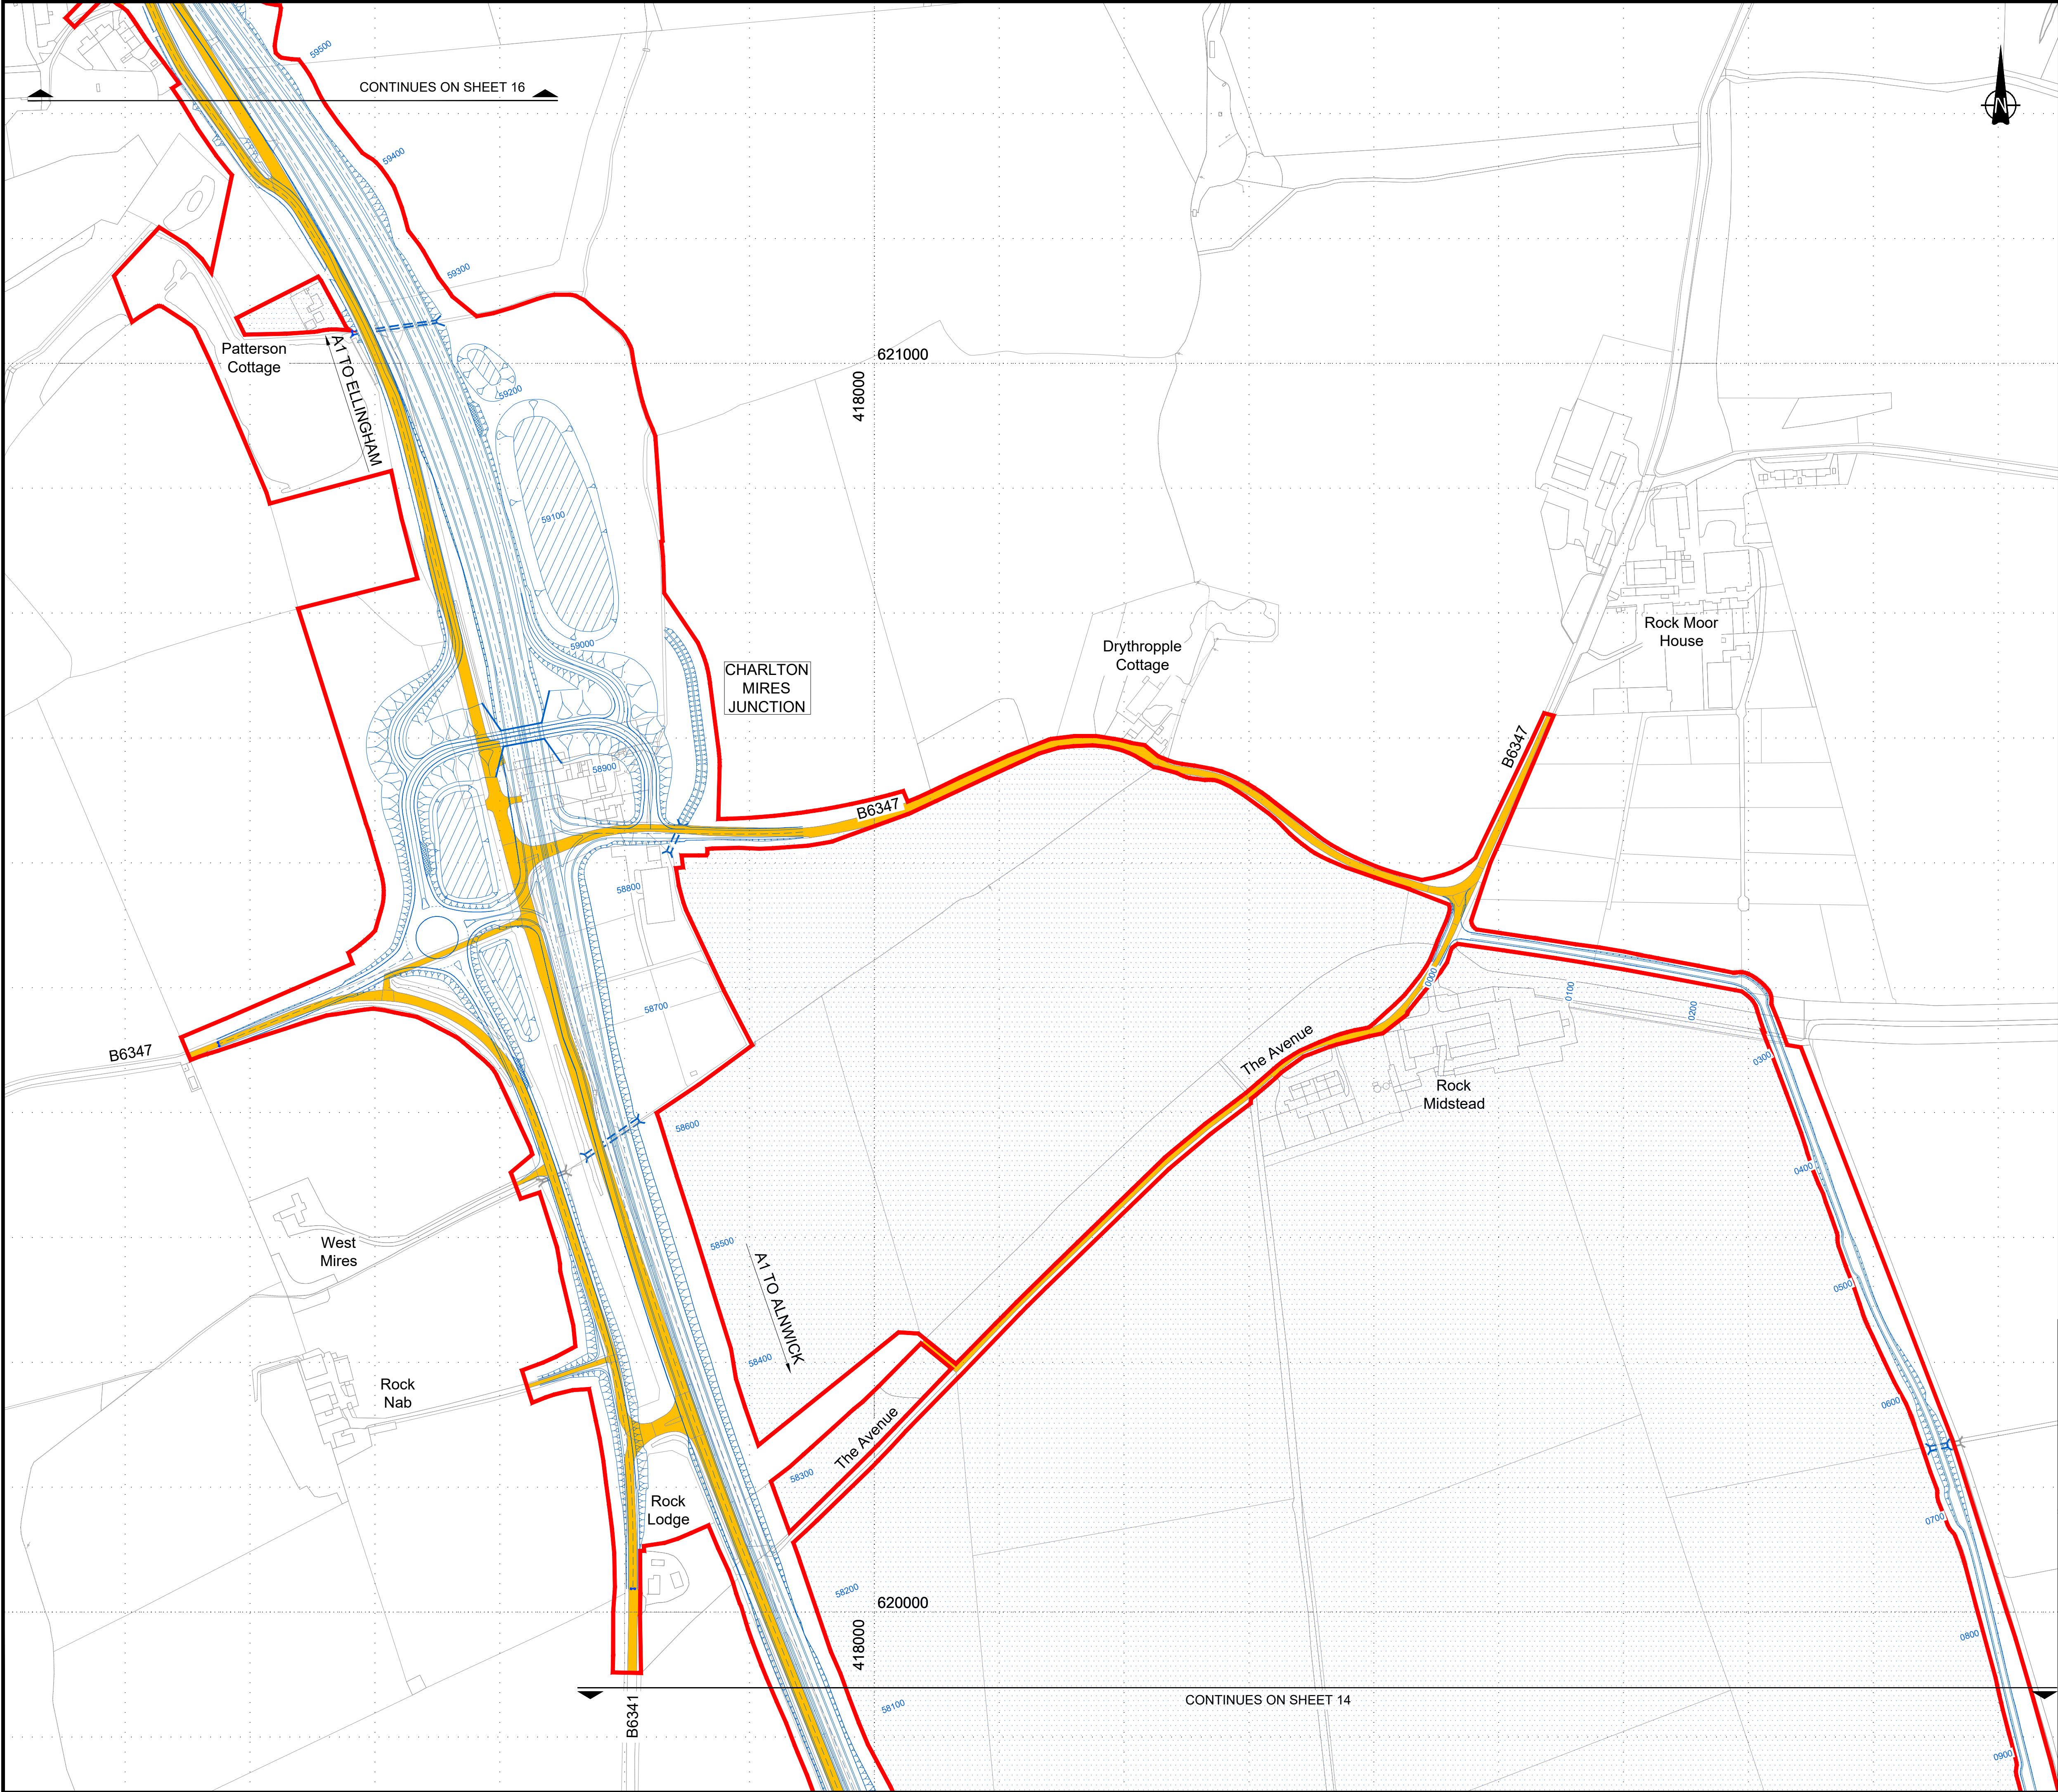 59500
CONTINUES ON SHEET 16
N
59400
59300
Patterson
Cottage
A1 TO ELLINGHAM
621000
418000
59200
59100
59000
CHARLTON
MIRES
JUNCTION
Drythropple
Cottage
Rock Moor
House
B6347
58900
B6347
58800
0000
0100
0200
58700
The Avenue
0300
B6347
Rock
Midstead
58600
0400
West
Mires
58500
A1 TO ALNWICK
0500
58400
Rock
Nab
0600
The Avenue
58300
Rock
Lodge
0700
58200
620000
418000
0800
CONTINUES ON SHEET 14
58100
B6341
0900